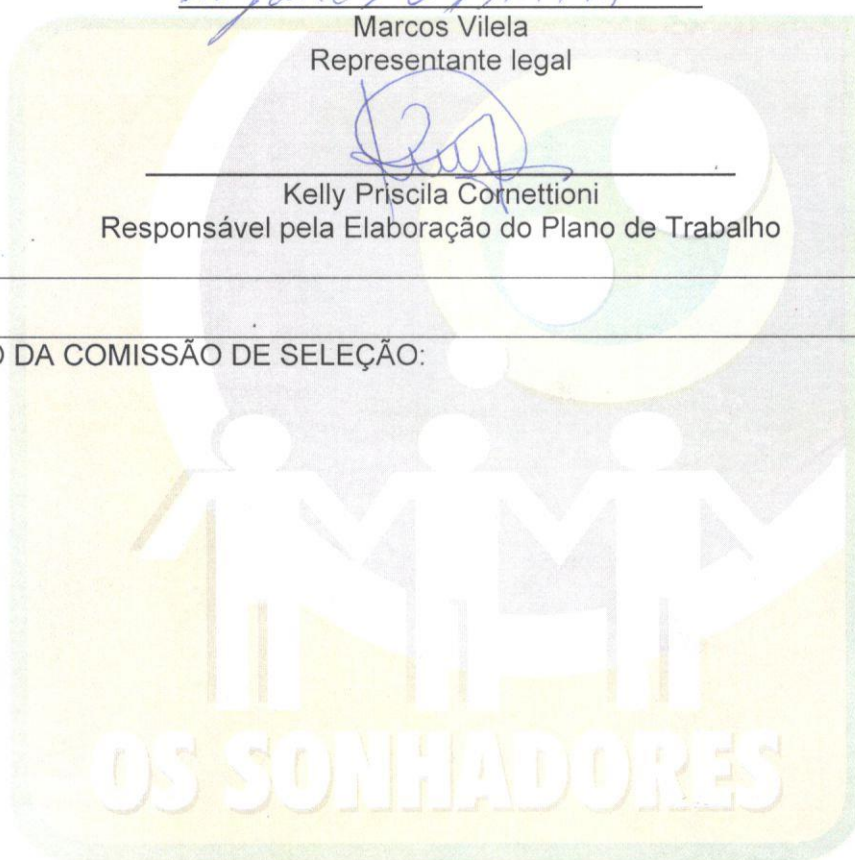 Marcos Vilela
Representante legal
Kelly Priscila Cornettioni
Responsável pela Elaboração do Plano de Trabalho
O DA COMISSÃO DE SELEÇÃO:
OS SONHADORES